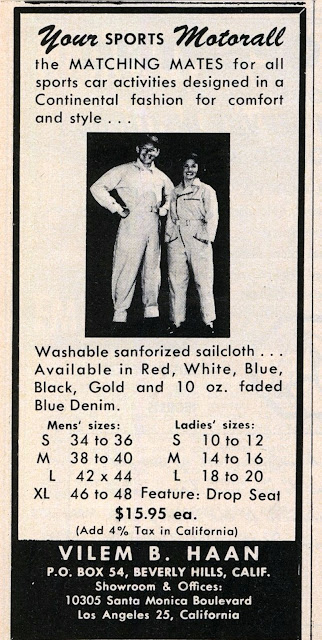 Your SPORTS Motorall
the MATCHING MATES for all
sports car activities designed in a
Continental fashion for comfort
and style . . .
Washable sanforized sailcloth . . .
Available in Red, White, Blue,
Black, Gold and 10 oz. faded
Blue Denim.
Mens' sizes: Ladies' sizes:
S 34 to 36 S 10 to 12
M 38 to 40 M 14 to 16
L 42 x 44 L 18 to 20
XL 46 to 48 Feature: Drop Seat
$15.95 ea.
(Add 4% Tax in California)
VILEM B. HAAN
P.O. BOX 54, BEVERLY HILLS, CALIF.
Showroom & Offices:
10305 Santa Monica Boulevard
Los Angeles 25, California